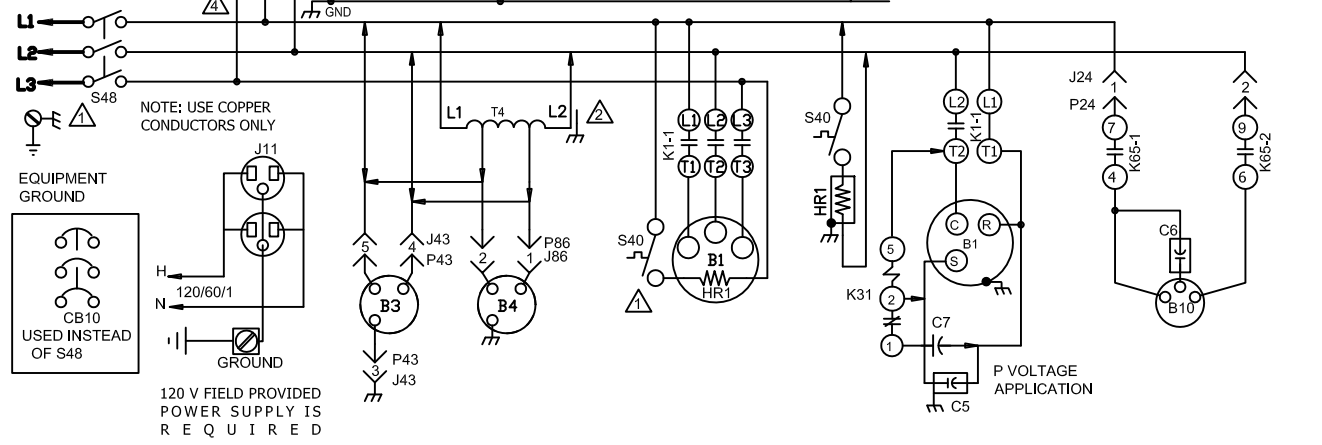 4
GND
L1
L2
L3
S48
1
NOTE: USE COPPER
CONDUCTORS ONLY
EQUIPMENT
GROUND
CB10
USED INSTEAD
OF S48
J11
H
120/60/1
N
GROUND
120 V FIELD PROVIDED
POWER SUPPLY IS
REQUIRED
L1
T4
L2
2
5
4
J43
P43
2
1
P86
J86
B3
B4
3
P43
J43
K1-1
L1
L2
L3
T1
T2
T3
S40
1
B1
HR1
S40
HR1
L2
L1
K1-1
T2
T1
C
R
B1
S
5
K31
2
1
C7
C5
P VOLTAGE
APPLICATION
J24
1
P24
7
K65-1
4
2
9
K65-2
6
C6
B10